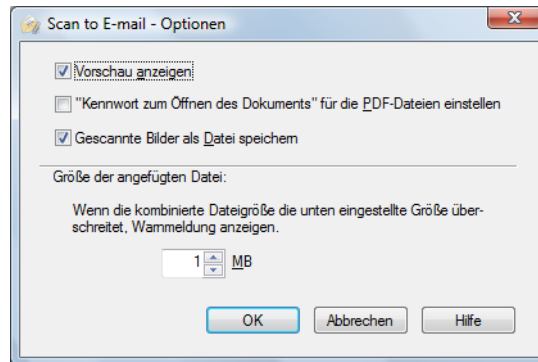 Scan to E-mail - Optionen
Vorschau anzeigen
"Kennwort zum Öffnen des Dokuments" für die PDF-Dateien einstellen
Gescannte Bilder als Datei speichern
Größe der angefügten Datei:
Wenn die kombinierte Dateigröße die unten eingestellte Größe über-
schreitet, Warnmeldung anzeigen.
1 MB
OK Abbrechen Hilfe